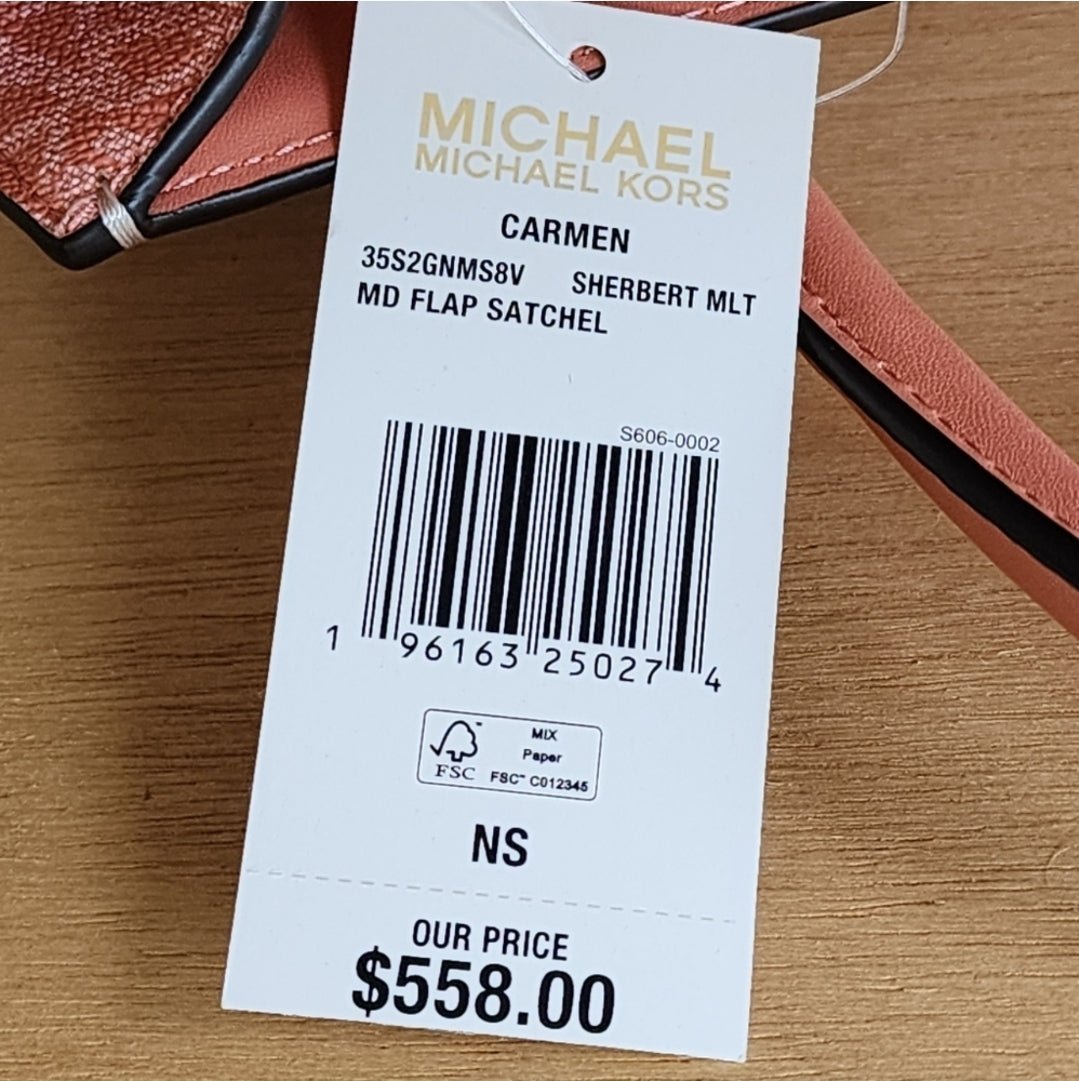 MICHAEL
MICHAEL KORS
CARMEN
35S2GNMS8V SHERBERT MLT
MD FLAP SATCHEL
S606-0002
1 96163 25027 4
FSC
MIX
Paper
FSC™ C012345
NS
OUR PRICE
$558.00